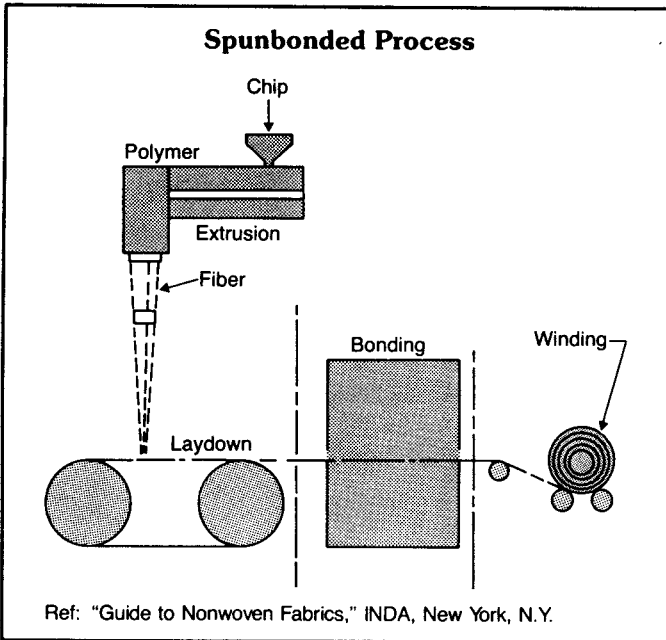 Spunbonded Process
Chip
Polymer
Extrusion
Fiber
Bonding
Winding
Laydown
Ref: "Guide to Nonwoven Fabrics," INDA, New York, N.Y.